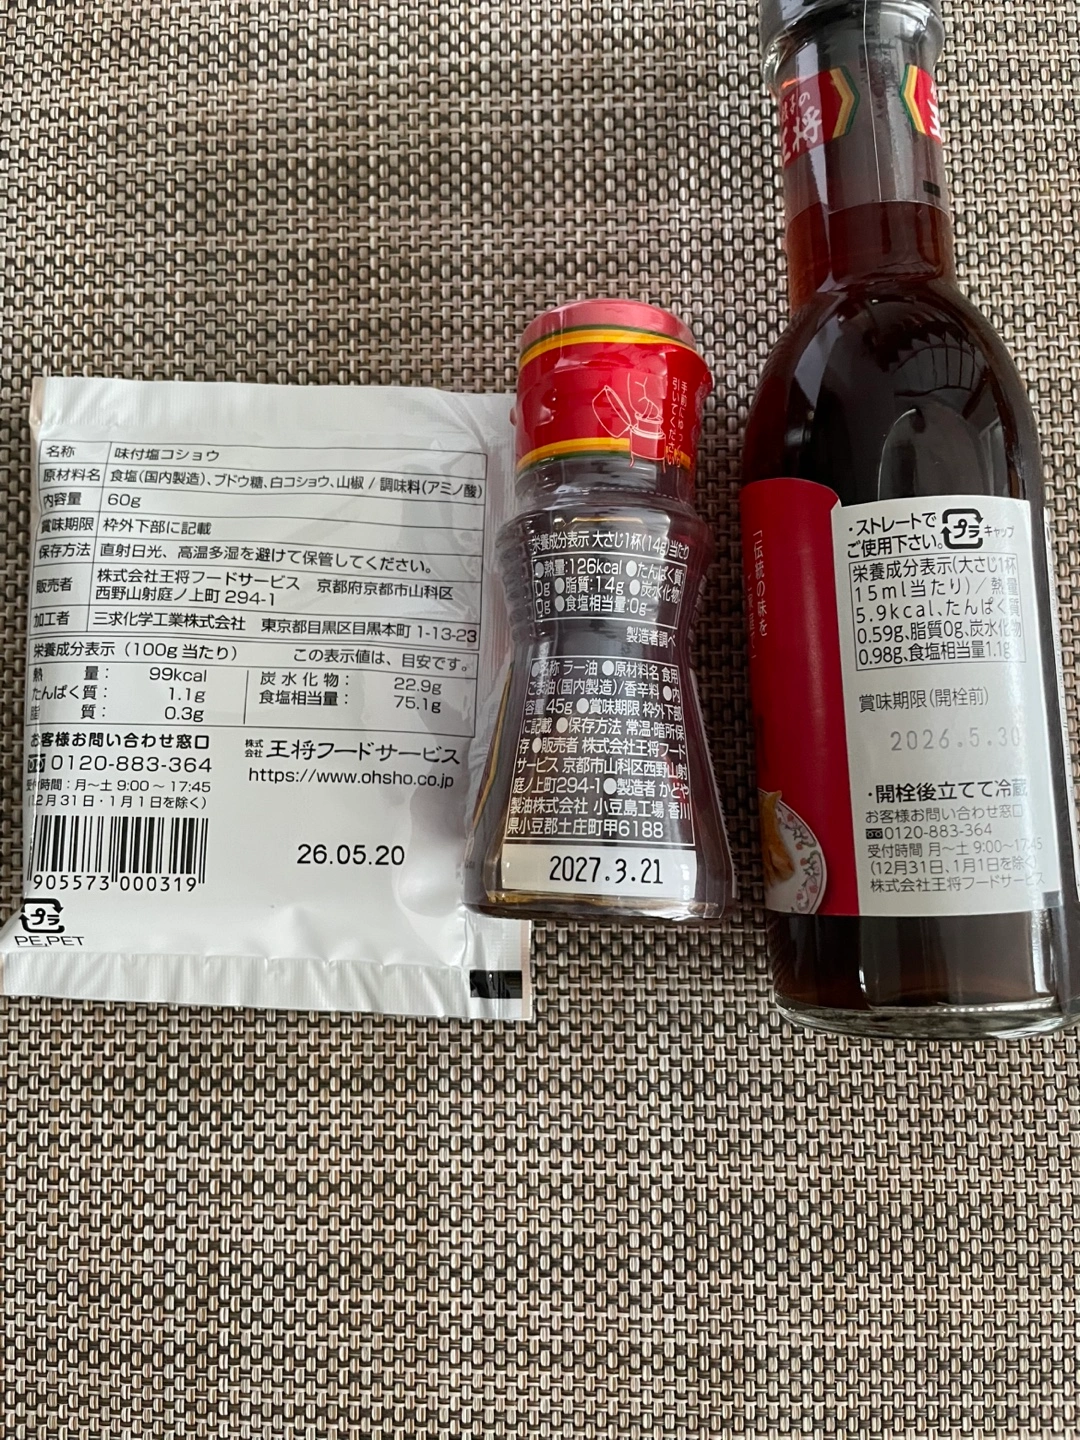 名称 味付塩コショウ
原材料名 食塩(国内製造)、ブドウ糖、白コショウ、山椒 / 調味料(アミノ酸)
内容量 60g
賞味期限 枠外下部に記載
保存方法 直射日光、高温多湿を避けて保管してください。
販売者 株式会社王将フードサービス 京都府京都市山科区
西野山射庭ノ上町 294-1
加工者 三求化学工業株式会社 東京都目黒区目黒本町 1-13-23
栄養成分表示 (100g 当たり) この表示値は、目安です。
熱 量: 99kcal
たんぱく質: 1.1g
脂 質: 0.3g
炭水化物: 22.9g
食塩相当量: 75.1g
お客様お問い合わせ窓口
0120-883-364
受付時間:月〜土 9:00 〜 17:45
(12月31日・1月1日を除く)
株式会社 王将フードサービス
https://www.ohsho.co.jp
905573 000319
26.05.20
プラ
PE,PET
手前にゆっくり
引いてください
栄養成分表示 大さじ1杯(14g)当たり
●熱量:126kcal ●たんぱく質:
0g ●脂質:14g ●炭水化物:
0g ●食塩相当量:0g
製造者調べ
●名称 ラー油 ●原材料名 食用
ごま油(国内製造)/香辛料 ●内
容量 45g ●賞味期限 枠外下部
に記載 ●保存方法 常温・暗所保
存 ●販売者 株式会社王将フード
サービス 京都市山科区西野山射
庭ノ上町294-1 ●製造者 かどや
製油株式会社 小豆島工場 香川
県小豆郡土庄町甲6188
2027.3.21
王将
「伝統の味を
・ストレートで
ご使用下さい。
プラ キャップ
栄養成分表示(大さじ1杯
15ml当たり)/ 熱量
5.9kcal、たんぱく質
0.59g、脂質0g、炭水化物
0.98g、食塩相当量1.1g
賞味期限(開栓前)
2026.5.30
・開栓後立てて冷蔵
お客様お問い合わせ窓口
0120-883-364
受付時間 月〜土 9:00〜17:45
(12月31日、1月1日を除く)
株式会社王将フードサービス